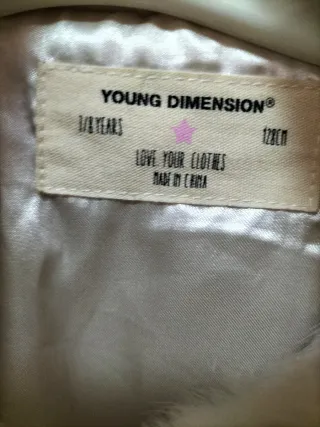 YOUNG DIMENSION®
7/8 YEARS 128CM
LOVE YOUR CLOTHES
MADE IN CHINA